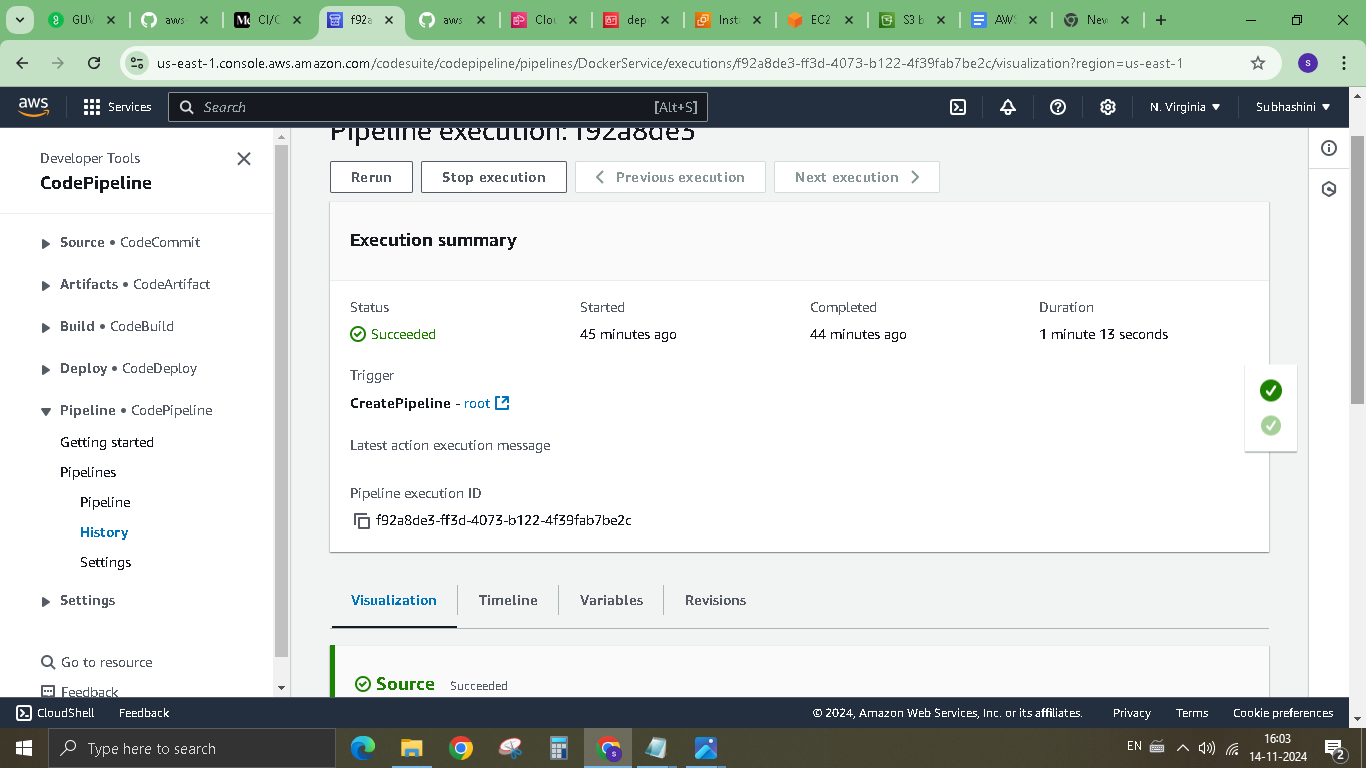 GUV
aws
CI/C
f92a
aws
Clou
dep
Inst
EC2
S3 b
AWS
New
us-east-1.console.aws.amazon.com/codesuite/codepipeline/pipelines/DockerService/executions/f92a8de3-ff3d-4073-b122-4f39fab7be2c/visualization?region=us-east-1
s
aws
Services
Search
[Alt+S]
N. Virginia
Subhashini
Developer Tools
CodePipeline
Source • CodeCommit
Artifacts • CodeArtifact
Build • CodeBuild
Deploy • CodeDeploy
Pipeline • CodePipeline
Getting started
Pipelines
Pipeline
History
Settings
Settings
Go to resource
Feedback
Pipeline execution: f92a8de3
Rerun
Stop execution
Previous execution
Next execution
Execution summary
Status
Started
Completed
Duration
Succeeded
45 minutes ago
44 minutes ago
1 minute 13 seconds
Trigger
CreatePipeline - root
Latest action execution message
Pipeline execution ID
f92a8de3-ff3d-4073-b122-4f39fab7be2c
Visualization
Timeline
Variables
Revisions
Source Succeeded
CloudShell
Feedback
© 2024, Amazon Web Services, Inc. or its affiliates.
Privacy
Terms
Cookie preferences
Type here to search
EN
16:03
14-11-2024
2